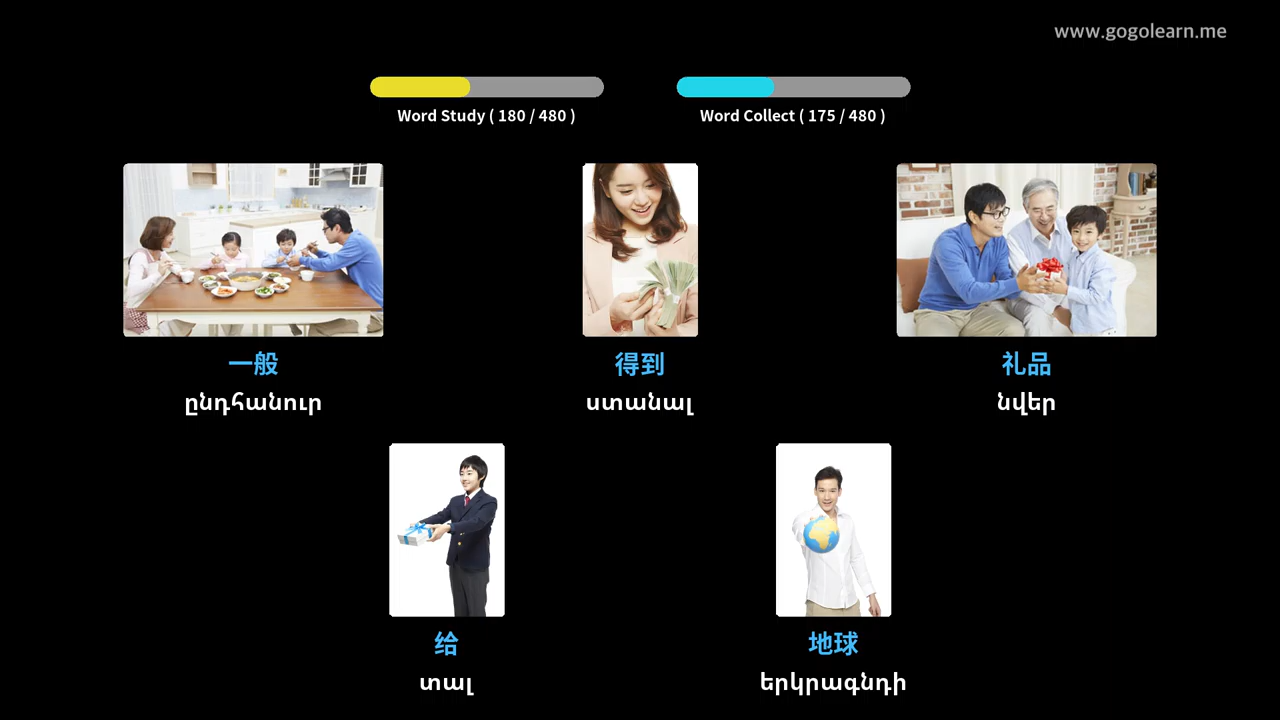 www.gogolearn.me
Word Study ( 180 / 480 )
Word Collect ( 175 / 480 )
一般
ընդհանուր
得到
ստանալ
礼品
նվեր
给
տալ
地球
երկրագնդի